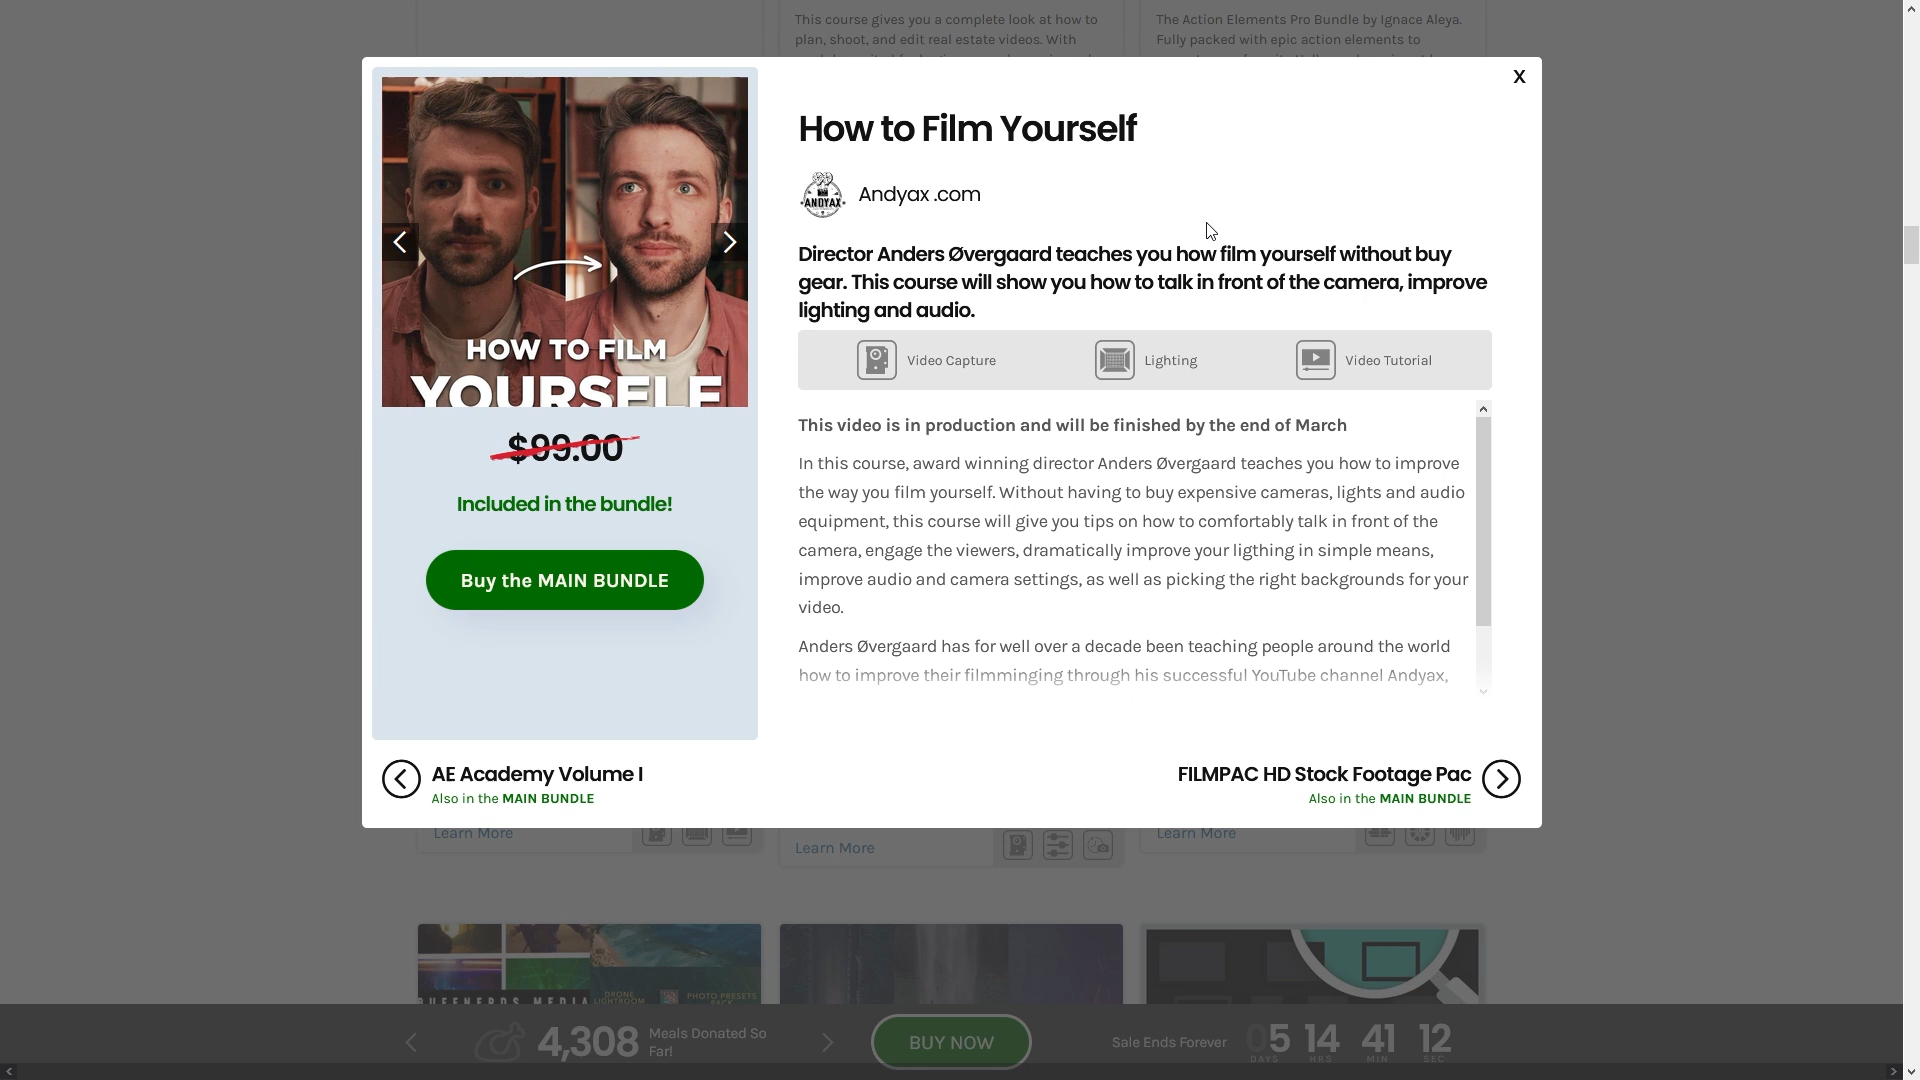 This course gives you a complete look at how to
plan, shoot, and edit real estate videos. With
The Action Elements Pro Bundle by Ignace Aleya.
Fully packed with epic action elements to
X
HOW TO FILM
YOURSELF
$99.00
Included in the bundle!
Buy the MAIN BUNDLE
How to Film Yourself
ANDYAX
Andyax .com
Director Anders Øvergaard teaches you how film yourself without buy
gear. This course will show you how to talk in front of the camera, improve
lighting and audio.
Video Capture
Lighting
Video Tutorial
This video is in production and will be finished by the end of March
In this course, award winning director Anders Øvergaard teaches you how to improve
the way you film yourself. Without having to buy expensive cameras, lights and audio
equipment, this course will give you tips on how to comfortably talk in front of the
camera, engage the viewers, dramatically improve your ligthing in simple means,
improve audio and camera settings, as well as picking the right backgrounds for your
video.
Anders Øvergaard has for well over a decade been teaching people around the world
how to improve their filmminging through his successful YouTube channel Andyax,
AE Academy Volume I
Also in the MAIN BUNDLE
FILMPAC HD Stock Footage Pac
Also in the MAIN BUNDLE
Learn More
Learn More
Learn More
DRONE
LIGHTROOM
PHOTO PRESETS
PACK
4,308
Meals Donated So
Far!
BUY NOW
Sale Ends Forever
05 14 41 12
DAYS HRS MIN SEC